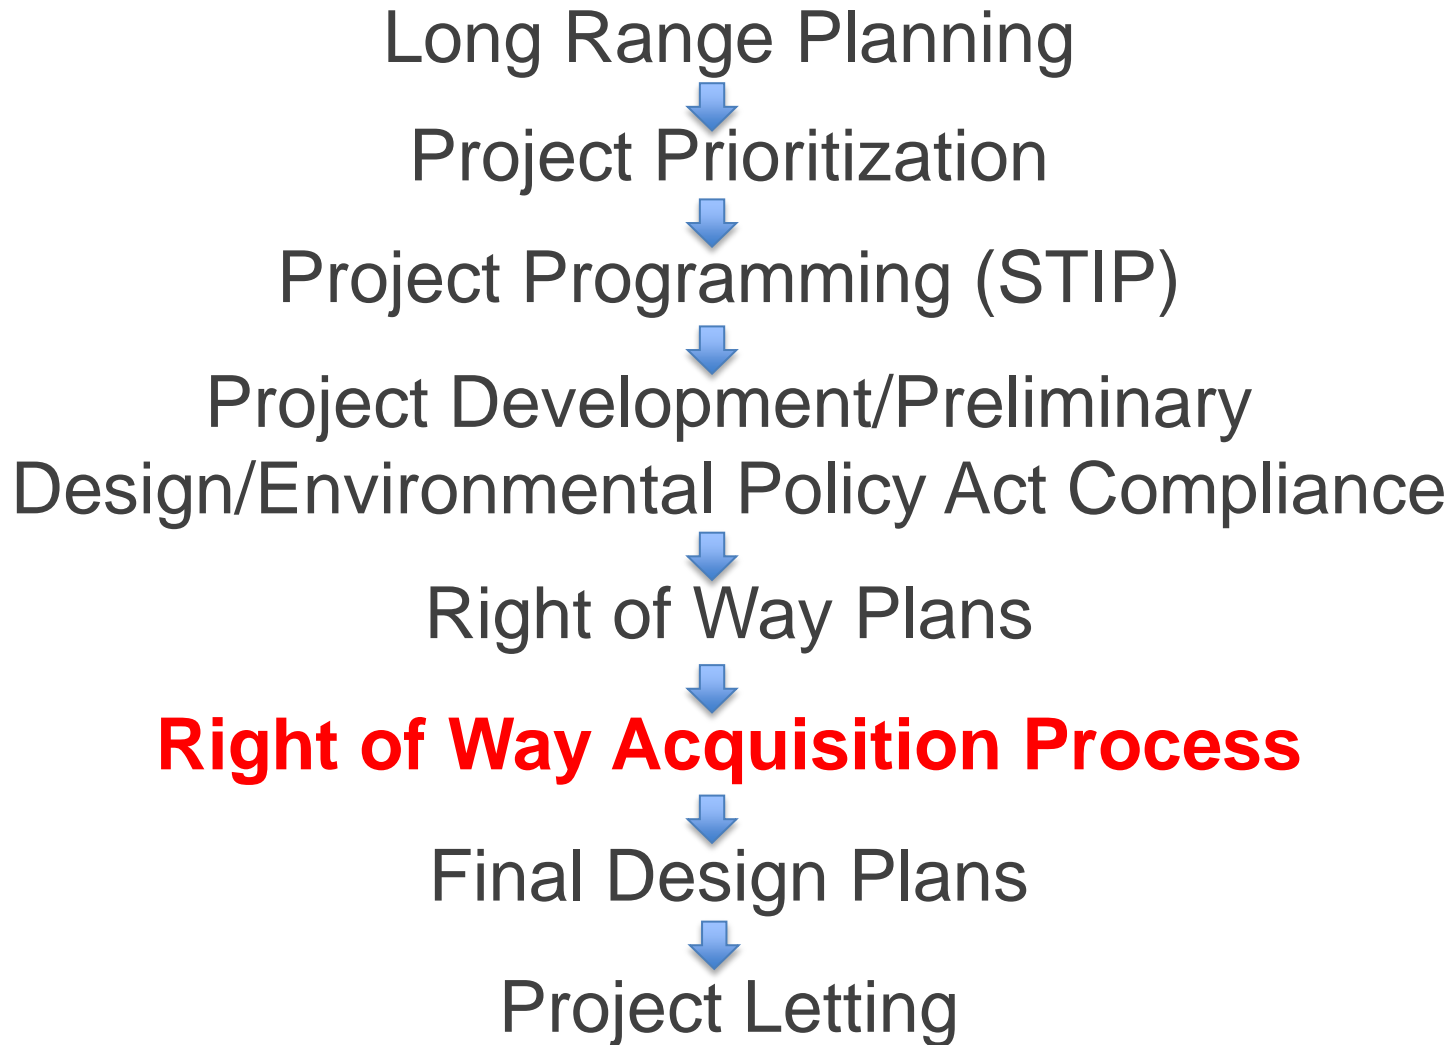 Long Range Planning
Project Prioritization
Project Programming (STIP)
Project Development/Preliminary
Design/Environmental Policy Act Compliance
Right of Way Plans
Right of Way Acquisition Process
Final Design Plans
Project Letting